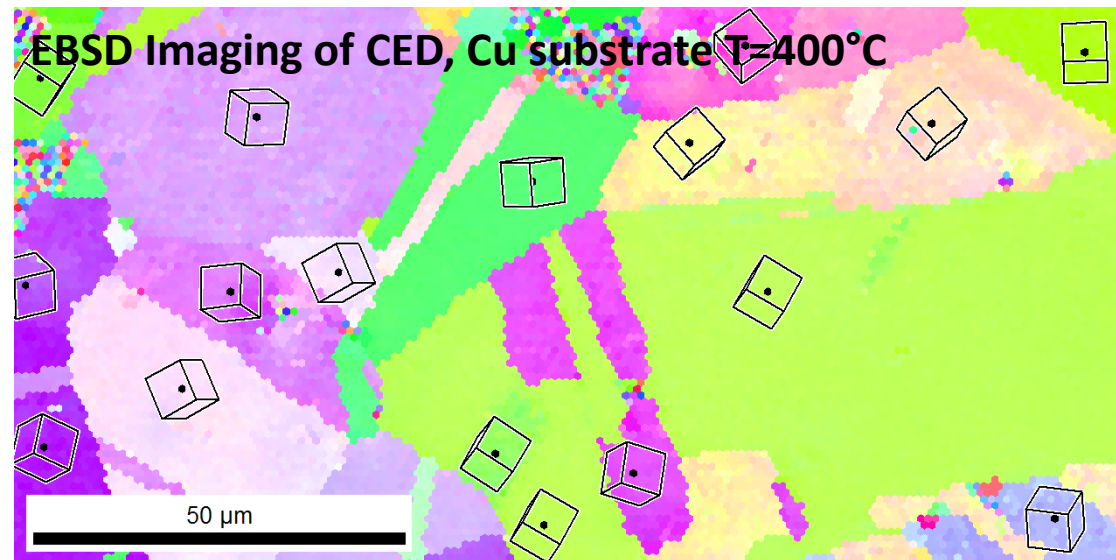 EBSD Imaging of CED, Cu substrate T=400°C
50 µm